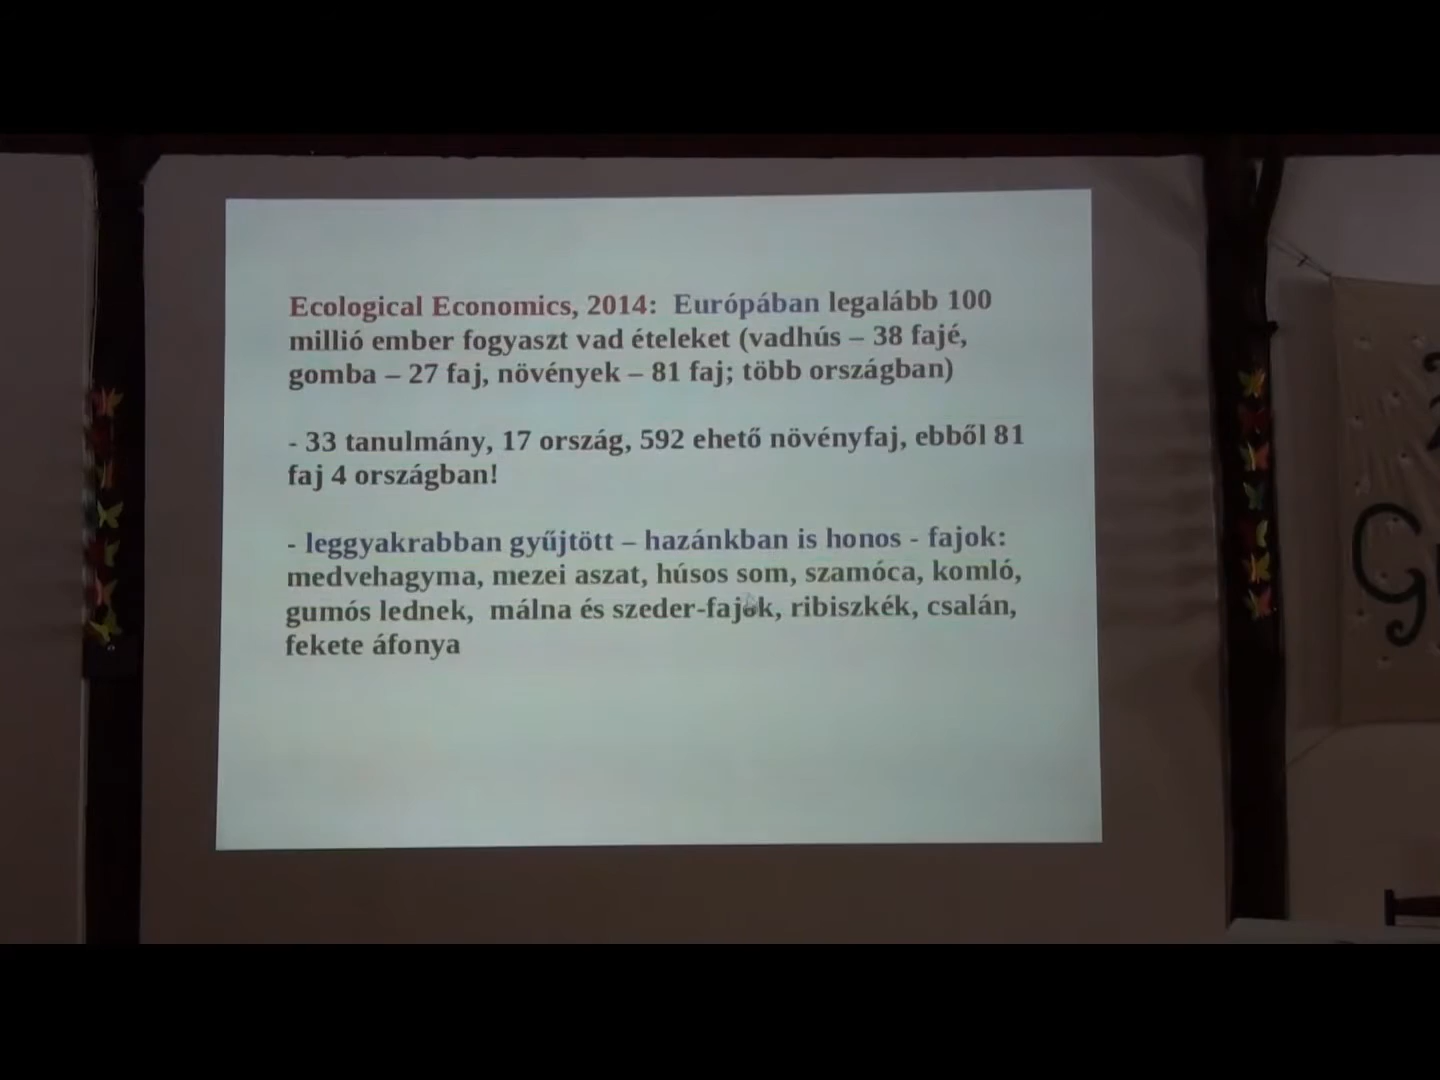 Ecological Economics, 2014: Európában legalább 100
millió ember fogyaszt vad ételeket (vadhús – 38 fajé,
gomba – 27 faj, növények – 81 faj; több országban)
- 33 tanulmány, 17 ország, 592 ehető növényfaj, ebből 81
faj 4 országban!
- leggyakrabban gyűjtött – hazánkban is honos - fajok:
medvehagyma, mezei aszat, húsos som, szamóca, komló,
gumós lednek, málna és szeder-fajok, ribiszkék, csalán,
fekete áfonya